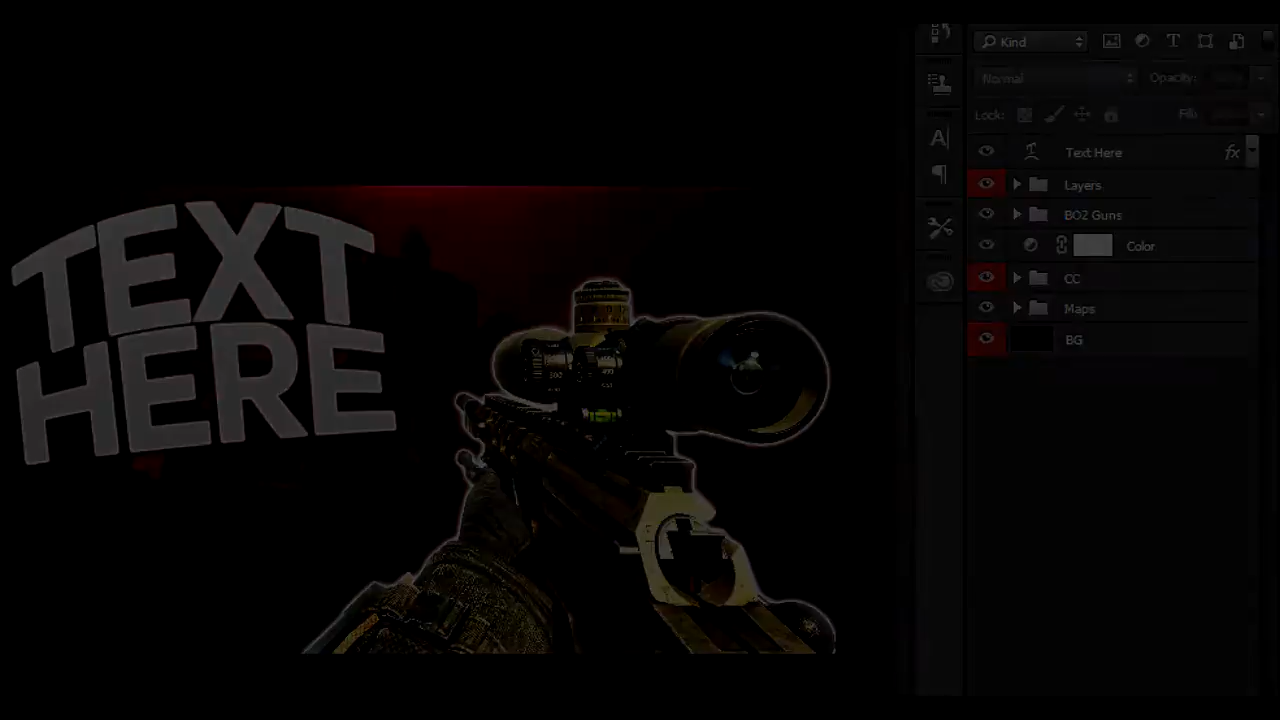 Kind
Normal
Opacity:
Lock:
Fill:
Text Here
fx
Layers
BO2 Guns
Color
CC
Maps
BG
TEXT
HERE